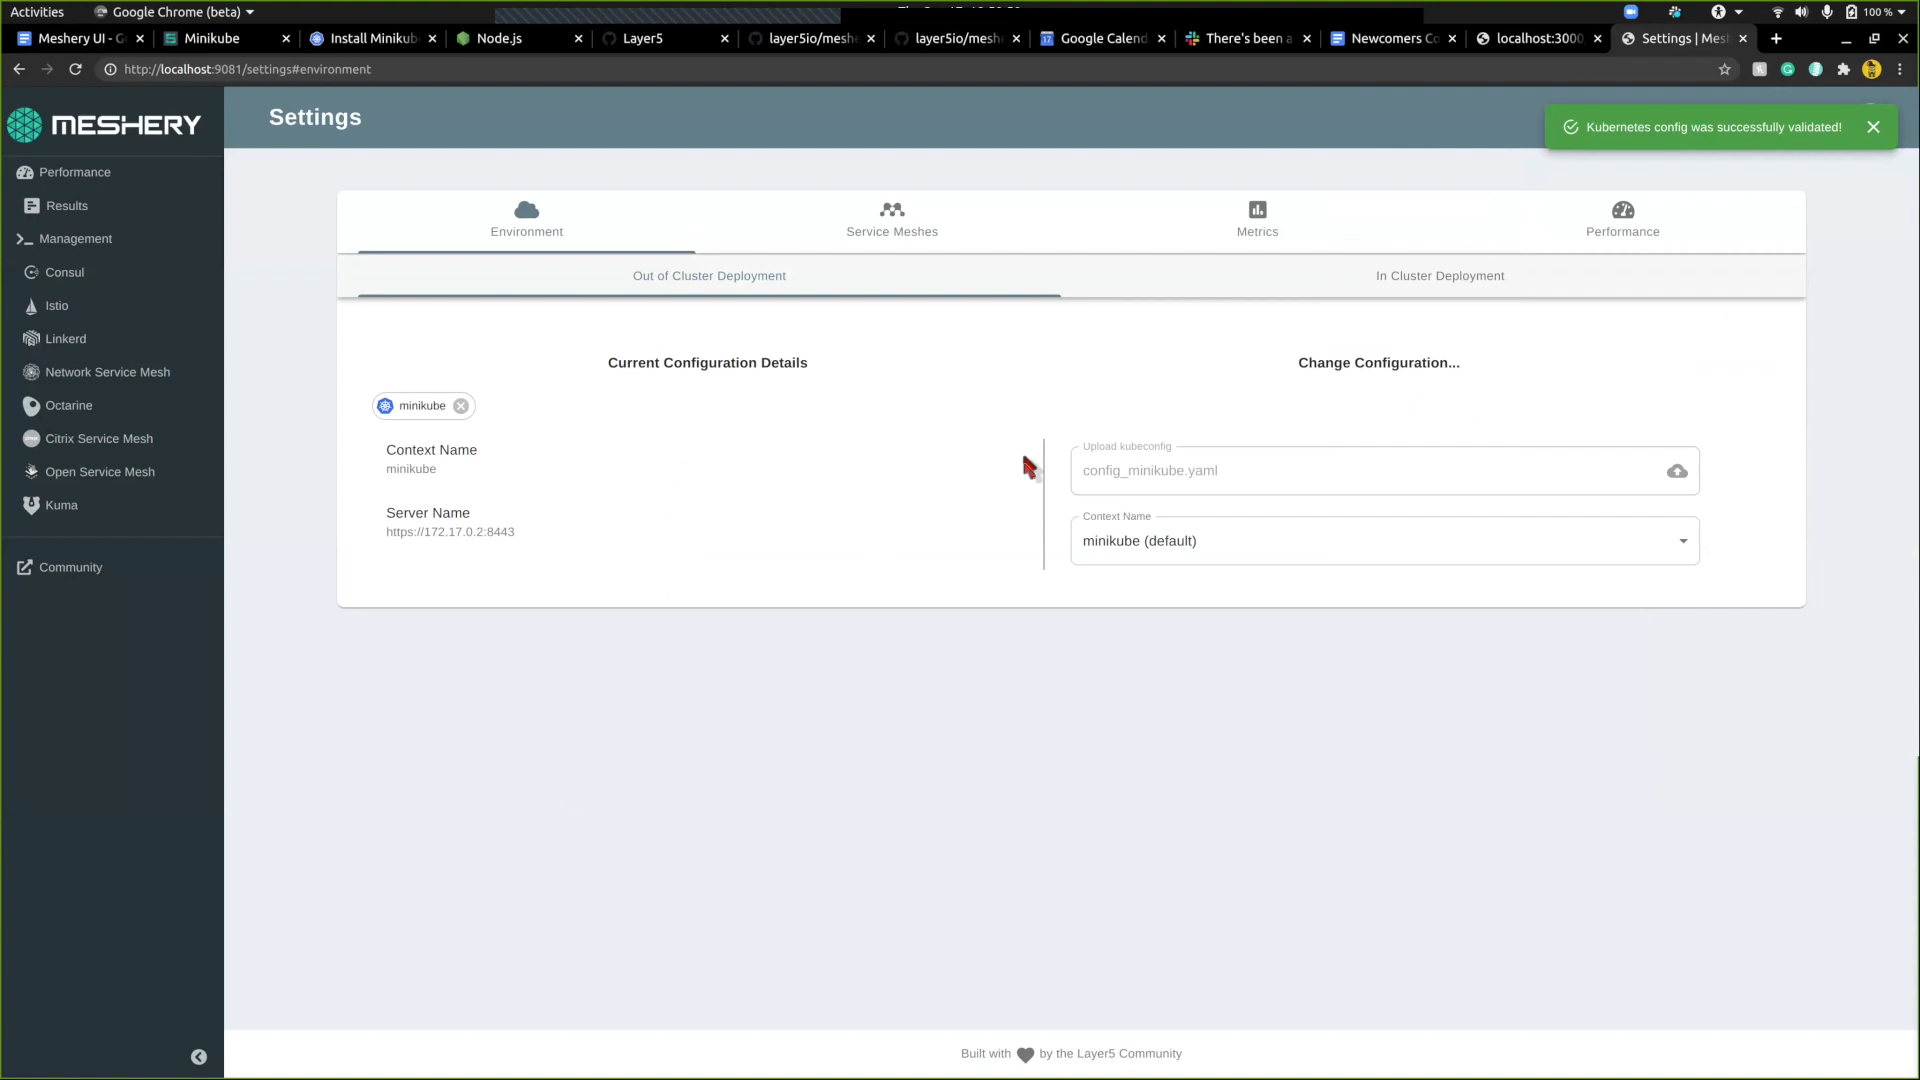 Activities
Google Chrome (beta)
100 %
Meshery UI - G
Minikube
Install Minikub
Node.js
Layer5
layer5io/meshe
layer5io/meshe
Google Calend
There's been a
Newcomers Co
localhost:3000
Settings | Mesh
http://localhost:9081/settings#environment
MESHERY
Settings
Kubernetes config was successfully validated!
Performance
Results
Management
Consul
Istio
Linkerd
Network Service Mesh
Octarine
Citrix Service Mesh
Open Service Mesh
Kuma
Community
Environment
Service Meshes
Metrics
Performance
Out of Cluster Deployment
In Cluster Deployment
Current Configuration Details
Change Configuration...
minikube
Context Name
minikube
Server Name
https://172.17.0.2:8443
Upload kubeconfig
config_minikube.yaml
Context Name
minikube (default)
Built with
by the Layer5 Community